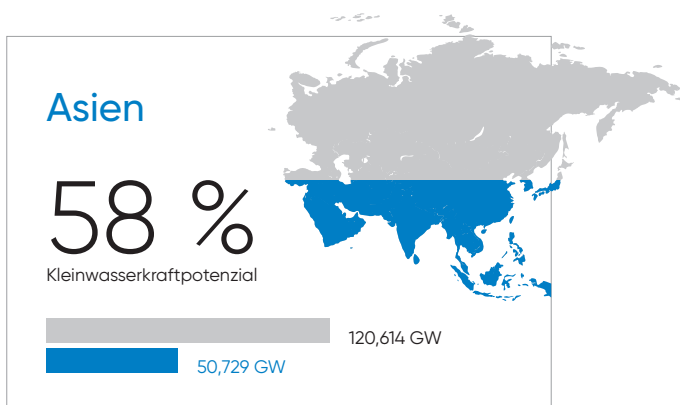 Asien
58 %
Kleinwasserkraftpotenzial
120,614 GW
50,729 GW